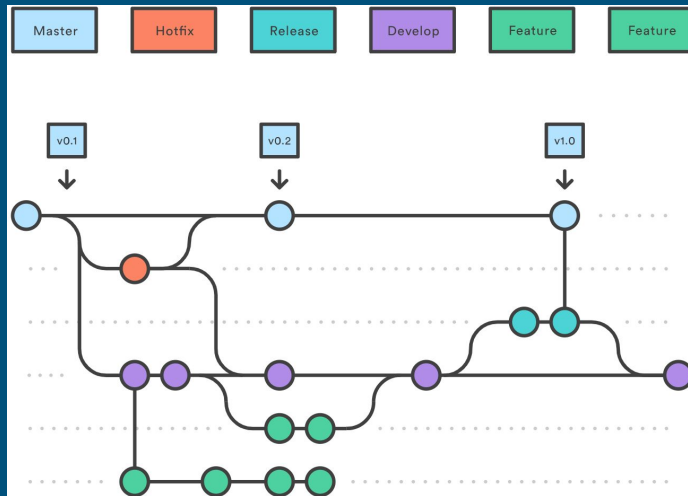 Master
Hotfix
Release
Develop
Feature
Feature
v0.1
v0.2
v1.0